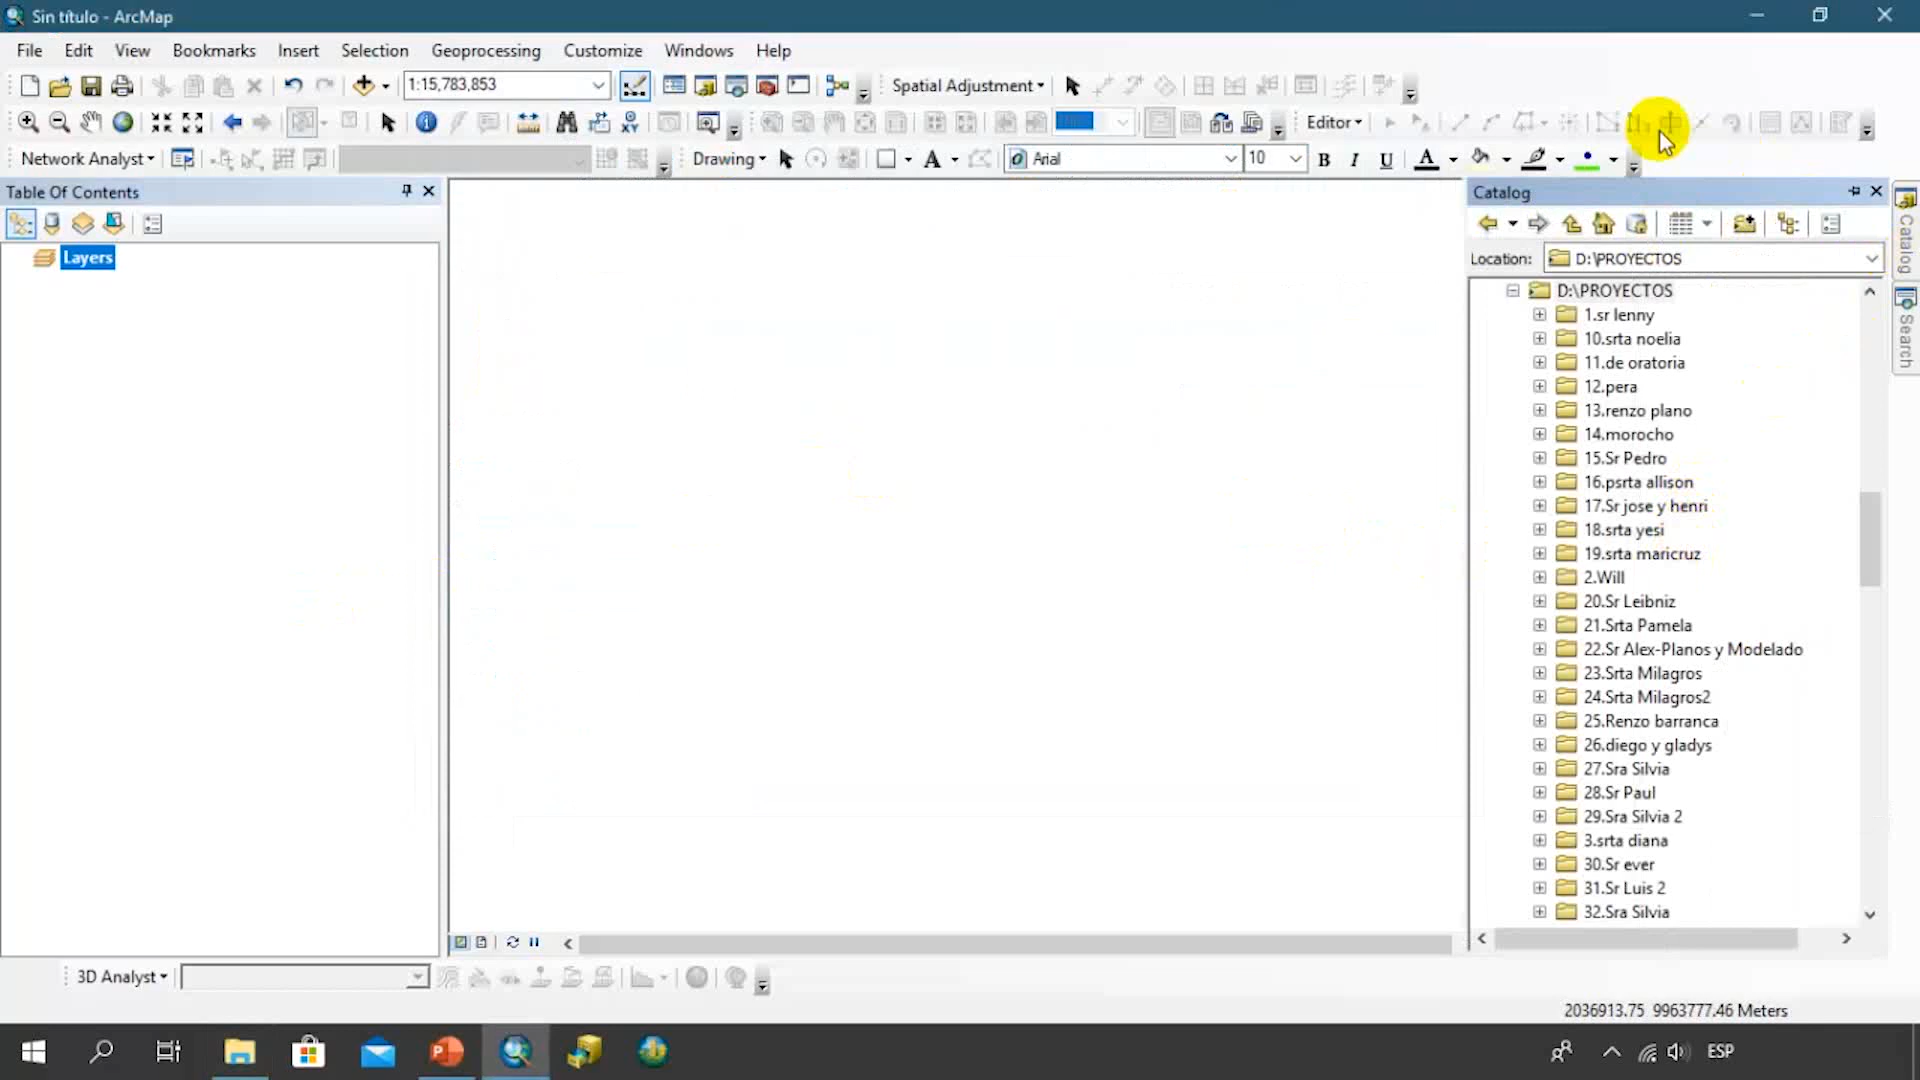 Sin título - ArcMap
File Edit View Bookmarks Insert Selection Geoprocessing Customize Windows Help
1:15,783,853 Spatial Adjustment
Editor
Network Analyst Drawing Arial 10 B I U A
Table Of Contents
Layers
Catalog
Location: D:\PROYECTOS
D:\PROYECTOS
1.sr lenny
10.srta noelia
11.de oratoria
12.pera
13.renzo plano
14.morocho
15.Sr Pedro
16.psrta allison
17.Sr jose y henri
18.srta yesi
19.srta maricruz
2.Will
20.Sr Leibniz
21.Srta Pamela
22.Sr Alex-Planos y Modelado
23.Srta Milagros
24.Srta Milagros2
25.Renzo barranca
26.diego y gladys
27.Sra Silvia
28.Sr Paul
29.Sra Silvia 2
3.srta diana
30.Sr ever
31.Sr Luis 2
32.Sra Silvia
Catalog
Search
3D Analyst
2036913.75 9963777.46 Meters
ESP